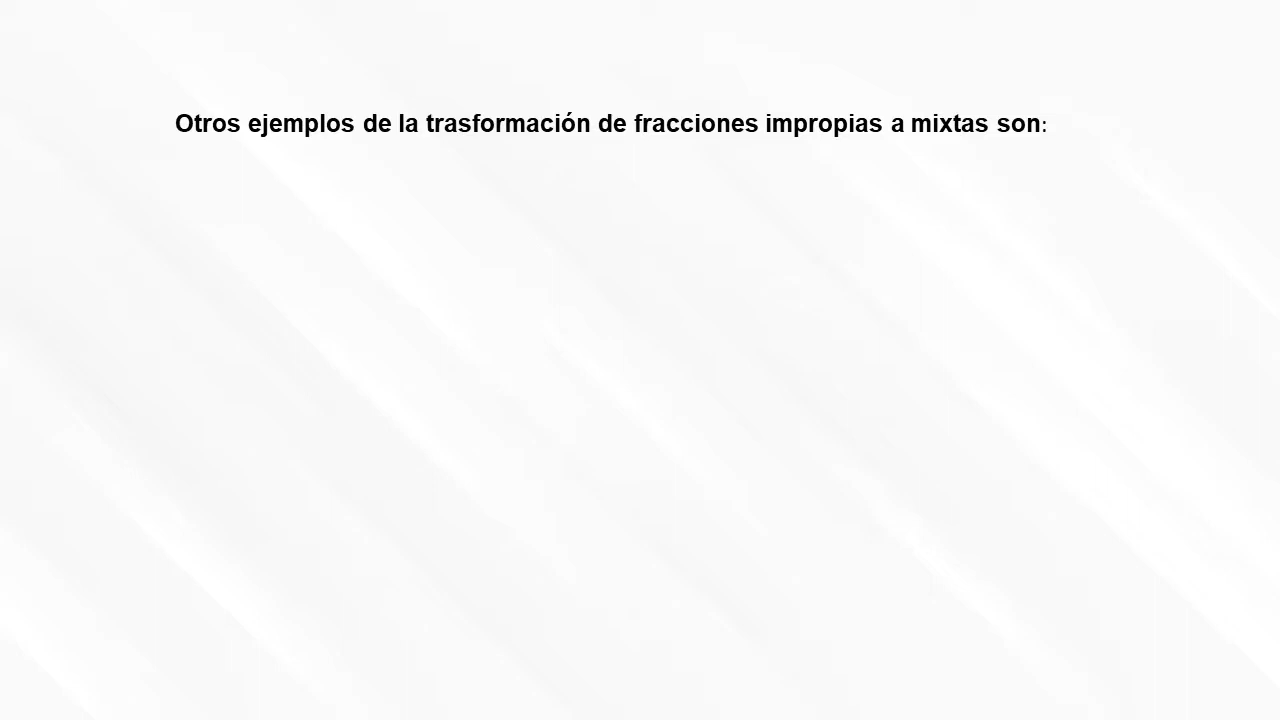 Otros ejemplos de la trasformación de fracciones impropias a mixtas son: